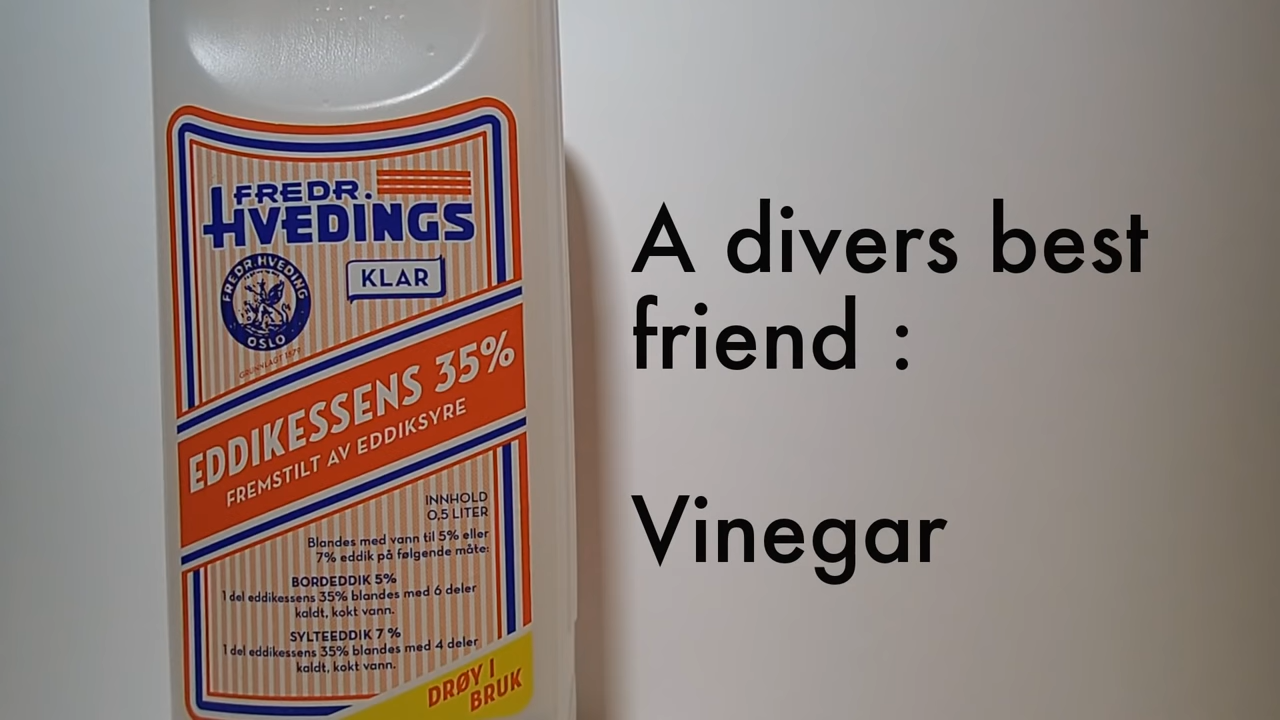 FREDR.
HVEDINGS
FREDR. HVEDING
OSLO
KLAR
GRUNNLAGT 1879
EDDIKESSENS 35%
FREMSTILT AV EDDIKSYRE
INNHOLD
0,5 LITER
Blandes med vann til 5% eller
7% eddik på følgende måte:
BORDEDDIK 5%
1 del eddikessens 35% blandes med 6 deler
kaldt, kokt vann.
SYLTEEDDIK 7 %
1 del eddikessens 35% blandes med 4 deler
kaldt, kokt vann.
DRØY I
BRUK
A divers best
friend :
Vinegar